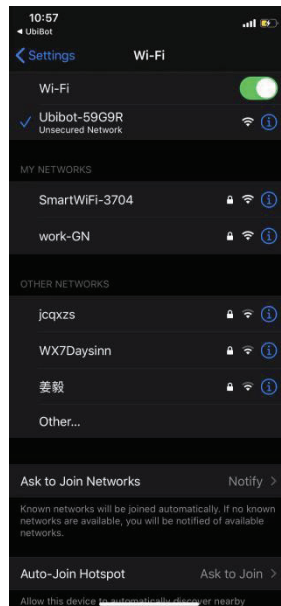 10:57
◀ UbiBot
Settings
Wi-Fi
Wi-Fi
Ubibot-59G9R
Unsecured Network
MY NETWORKS
SmartWiFi-3704
work-GN
OTHER NETWORKS
jcqxzs
WX7Daysinn
姜毅
Other...
Ask to Join Networks
Notify >
Known networks will be joined automatically. If no known
networks are available, you will be notified of available
networks.
Auto-Join Hotspot
Ask to Join >
Allow this device to automatically discover nearby